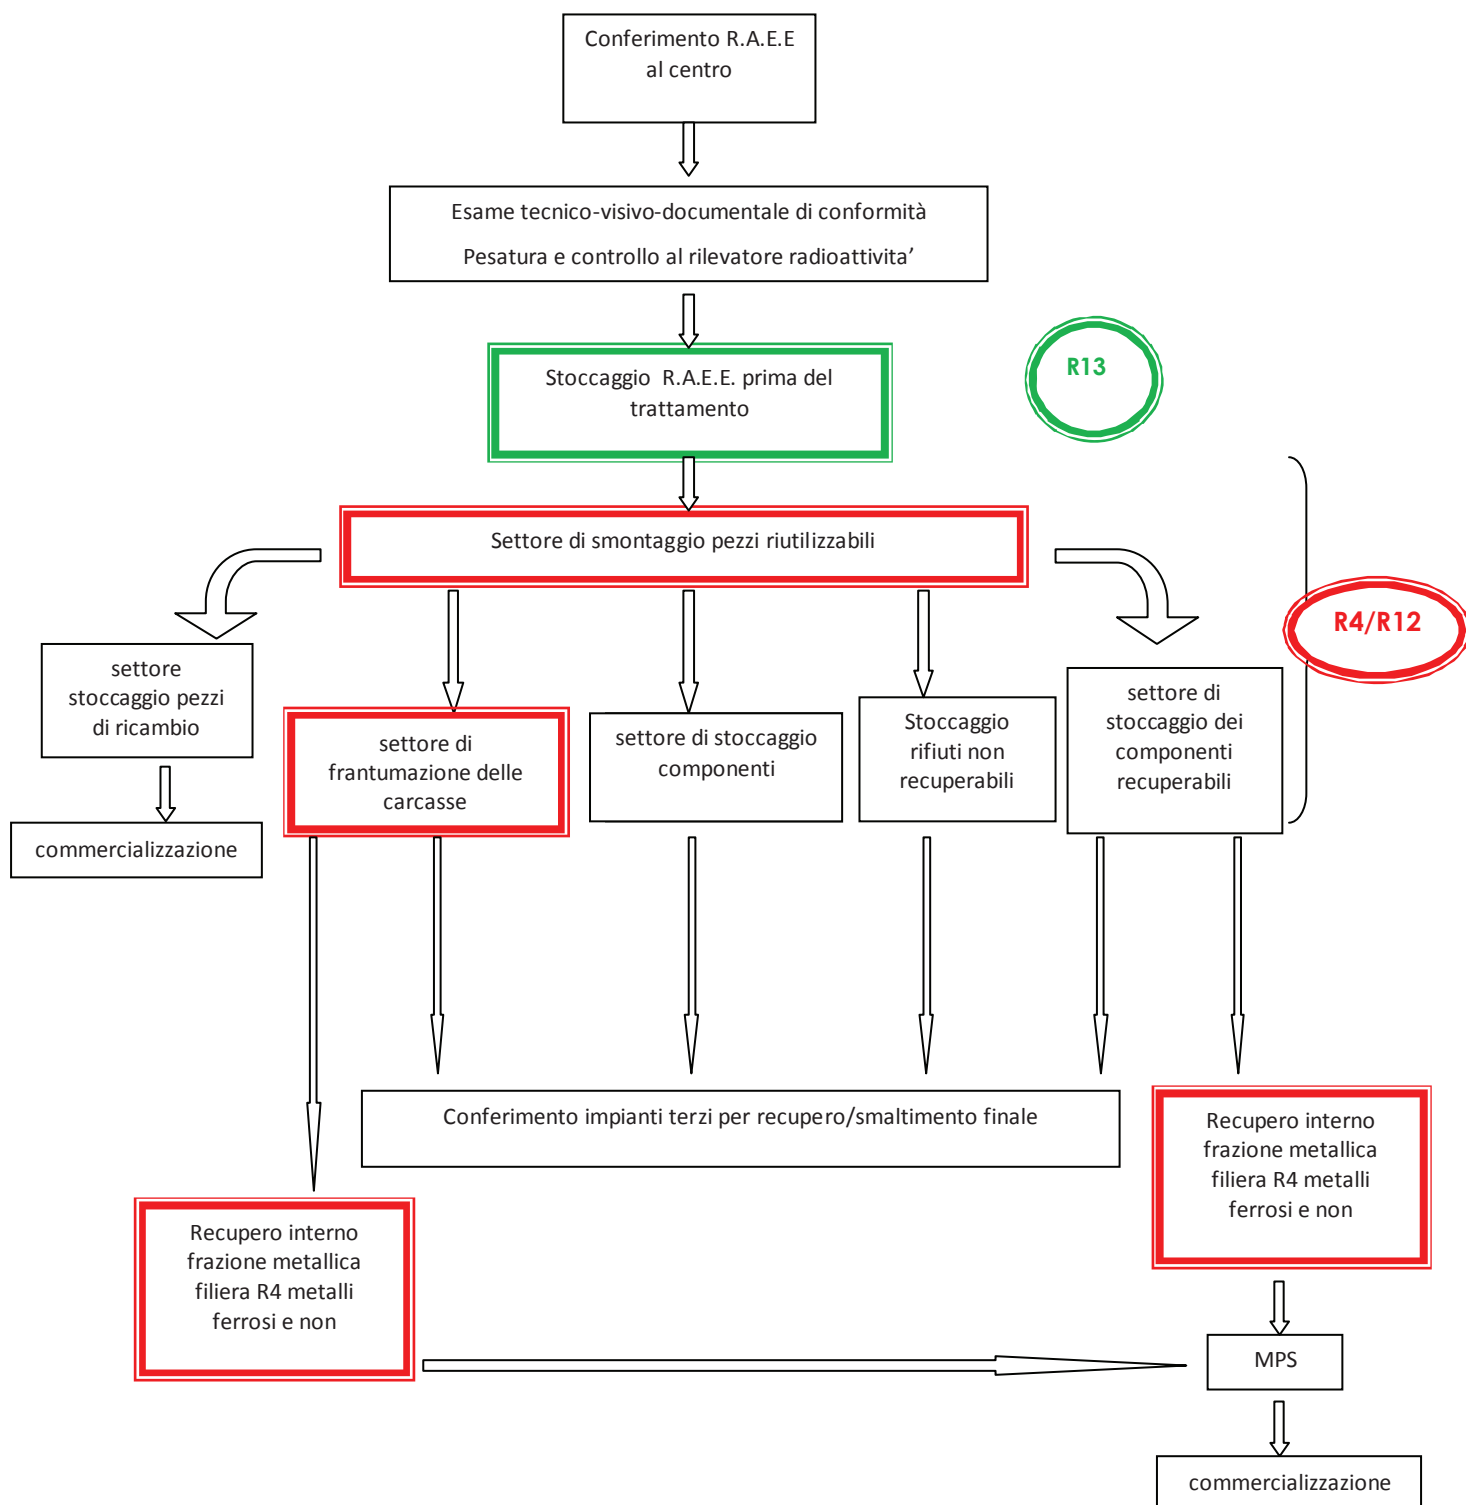 Conferimento R.A.E.E
al centro
Esame tecnico-visivo-documentale di conformità
Pesatura e controllo al rilevatore radioattivita’
Stoccaggio R.A.E.E. prima del
trattamento
R13
Settore di smontaggio pezzi riutilizzabili
R4/R12
settore
stoccaggio pezzi
di ricambio
settore di
frantumazione delle
carcasse
settore di stoccaggio
componenti
Stoccaggio
rifiuti non
recuperabili
settore di
stoccaggio dei
componenti
recuperabili
commercializzazione
Conferimento impianti terzi per recupero/smaltimento finale
Recupero interno
frazione metallica
filiera R4 metalli
ferrosi e non
Recupero interno
frazione metallica
filiera R4 metalli
ferrosi e non
MPS
commercializzazione